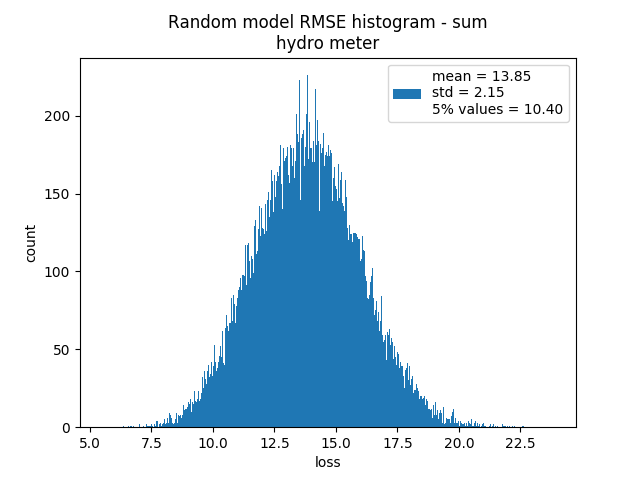 Random model RMSE histogram - sum
hydro meter
mean = 13.85
std = 2.15
5% values = 10.40
count
200
150
100
50
0
5.0 7.5 10.0 12.5 15.0 17.5 20.0 22.5
loss